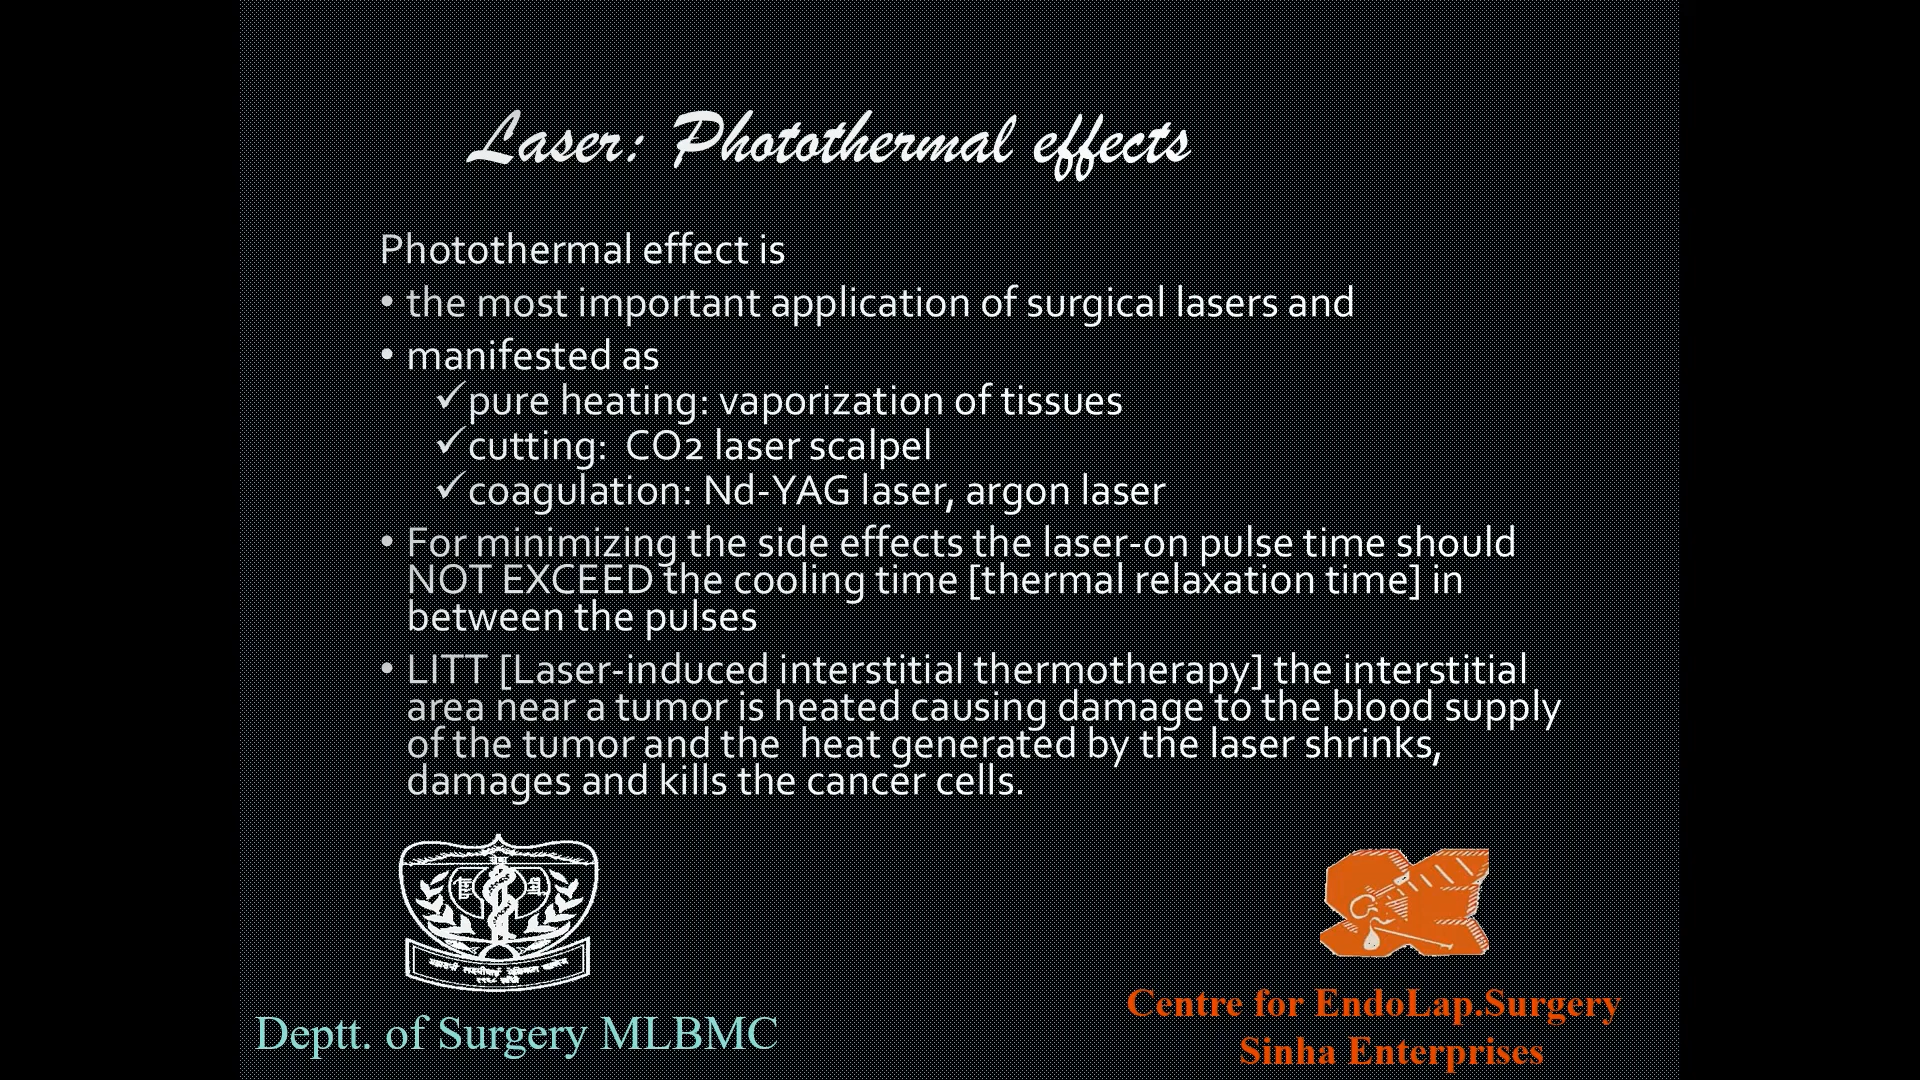 Laser: Photothermal effects
Photothermal effect is
• the most important application of surgical lasers and
• manifested as
✓pure heating: vaporization of tissues
✓cutting:  CO2 laser scalpel
✓coagulation: Nd-YAG laser, argon laser
• For minimizing the side effects the laser-on pulse time should
NOT EXCEED the cooling time [thermal relaxation time] in
between the pulses
• LITT [Laser-induced interstitial thermotherapy] the interstitial
area near a tumor is heated causing damage to the blood supply
of the tumor and the  heat generated by the laser shrinks,
damages and kills the cancer cells.
Deptt. of Surgery MLBMC
Centre for EndoLap.Surgery
Sinha Enterprises